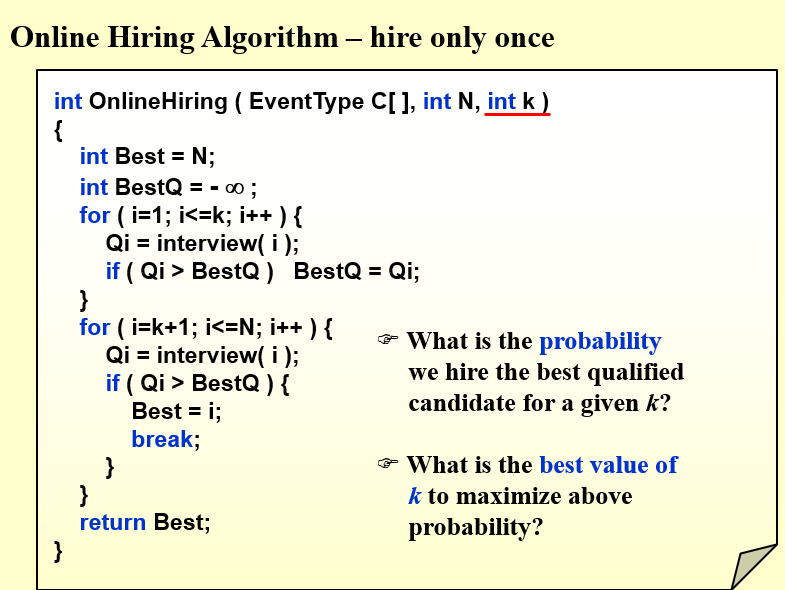 Online Hiring Algorithm – hire only once
int OnlineHiring ( EventType C[ ], int N, int k )
{
int Best = N;
int BestQ = - ∞ ;
for ( i=1; i<=k; i++ ) {
Qi = interview( i );
if ( Qi > BestQ ) BestQ = Qi;
}
for ( i=k+1; i<=N; i++ ) {
Qi = interview( i );
if ( Qi > BestQ ) {
Best = i;
break;
}
}
return Best;
}
☞ What is the probability
we hire the best qualified
candidate for a given k?
☞ What is the best value of
k to maximize above
probability?